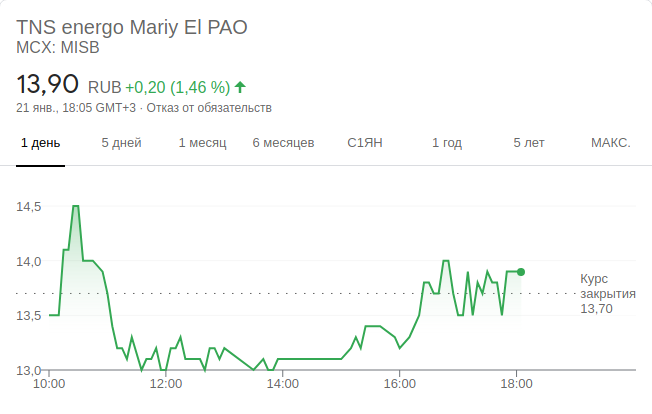 TNS energo Mariy El PAO
MCX: MISB
13,90 RUB +0,20 (1,46 %)
21 янв., 18:05 GMT+3 · Отказ от обязательств
1 день 5 дней 1 месяц 6 месяцев С1ЯН 1 год 5 лет МАКС.
14,5
14,0
13,5
13,0
Курс
закрытия
13,70
10:00 12:00 14:00 16:00 18:00